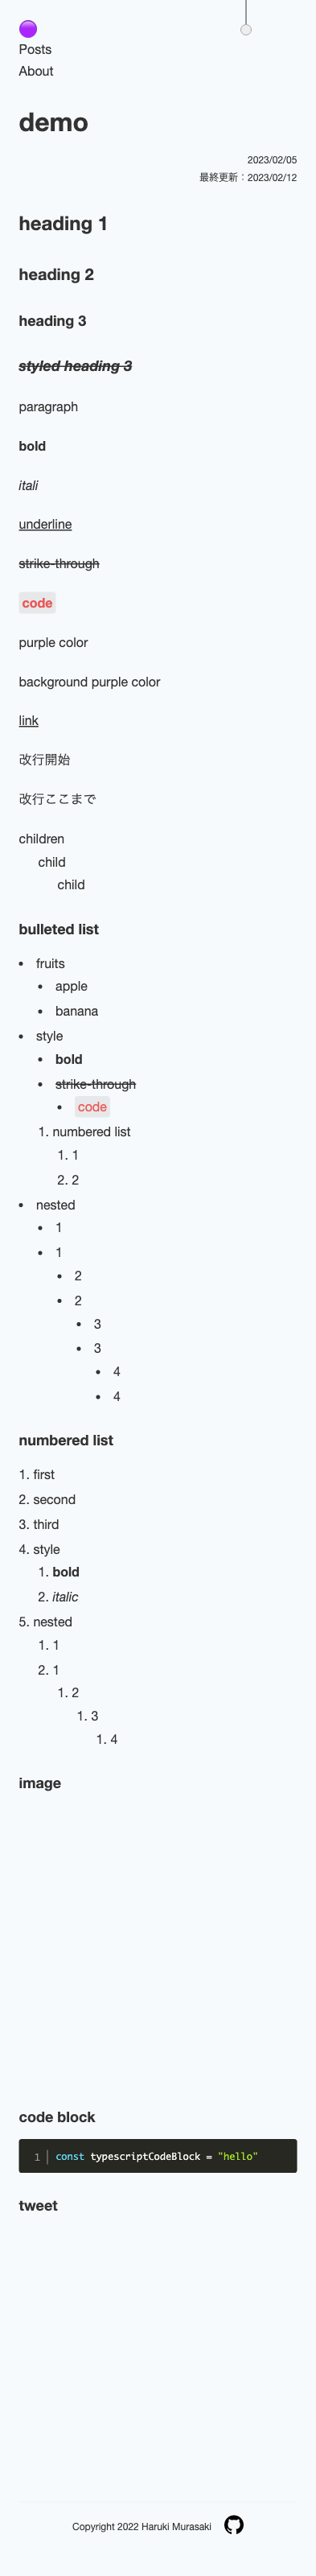 Posts
About
demo
2023/02/05
最終更新：2023/02/12
heading 1
heading 2
heading 3
styled heading 3
paragraph
bold
itali
underline
strike-through
code
purple color
background purple color
link
改行開始
改行ここまで
children
child
child
bulleted list
• fruits
• apple
• banana
• style
• bold
• strike-through
• code
1. numbered list
1. 1
2. 2
• nested
• 1
• 1
• 2
• 2
• 3
• 3
• 4
• 4
numbered list
1. first
2. second
3. third
4. style
1. bold
2. italic
5. nested
1. 1
2. 1
1. 2
1. 3
1. 4
image
code block
1 const typescriptCodeBlock = "hello"
tweet
Copyright 2022 Haruki Murasaki